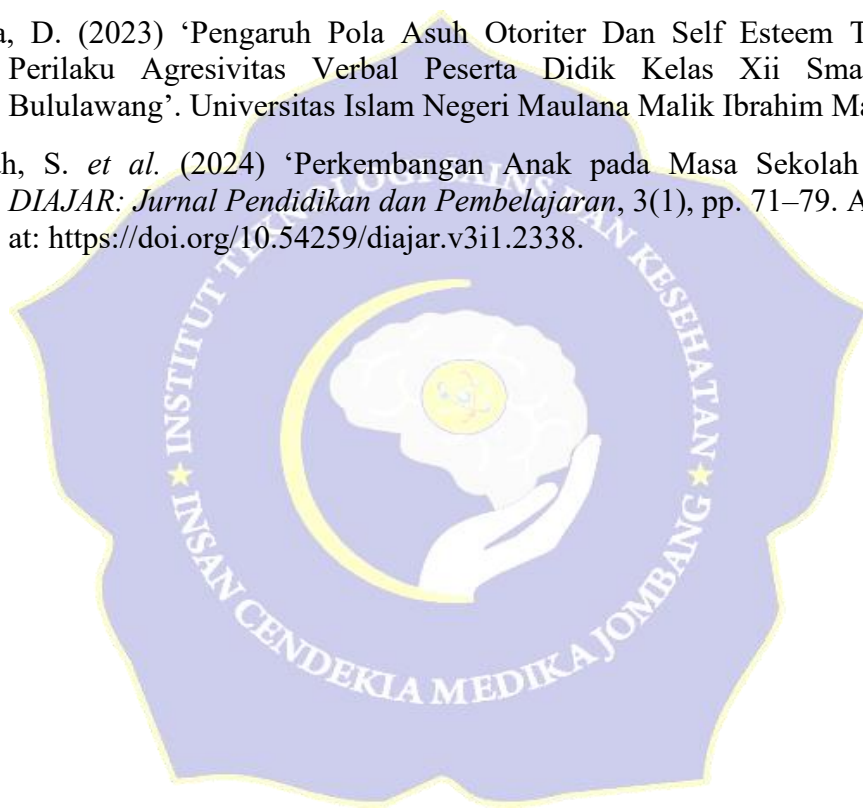 a, D. (2023) ‘Pengaruh Pola Asuh Otoriter Dan Self Esteem T
Perilaku Agresivitas Verbal Peserta Didik Kelas Xii Sma
Bululawang’. Universitas Islam Negeri Maulana Malik Ibrahim Ma
h, S. et al. (2024) ‘Perkembangan Anak pada Masa Sekolah
DIAJAR: Jurnal Pendidikan dan Pembelajaran, 3(1), pp. 71–79. A
at: https://doi.org/10.54259/diajar.v3i1.2338.
INSTITUT TEKNOLOGI SAINS DAN KESEHATAN
INSAN CENDEKIA MEDIKA JOMBANG